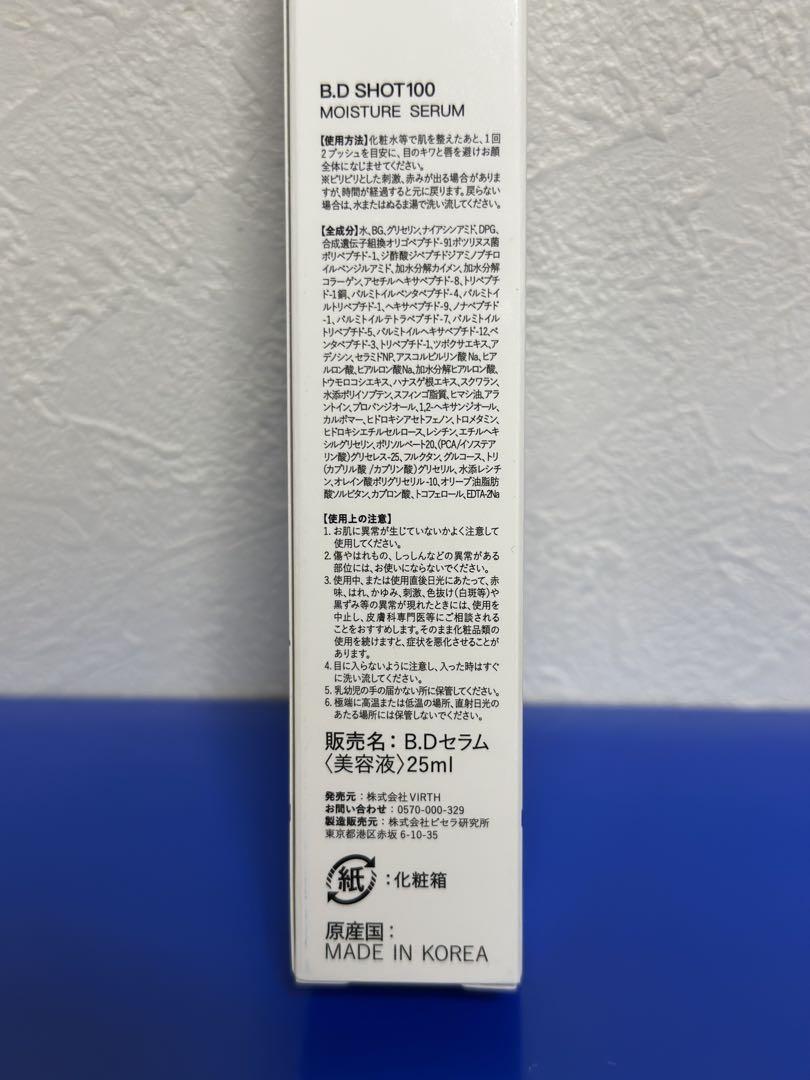 B.D SHOT100
MOISTURE SERUM
【使用方法】化粧水等で肌を整えたあと、1回
2プッシュを目安に、目のキワと唇を避けお顔
全体になじませてください。
※ピリピリとした刺激、赤みが出る場合がありま
すが、時間が経過すると元に戻ります。戻らない
場合は、水またはぬるま湯で洗い流してください。
【全成分】水、BG、グリセリン、ナイアシンアミド、DPG、
合成遺伝子組換オリゴペプチド-91ボツリヌス菌
ポリペプチド-1、ジ酢酸ジペプチドジアミノブチロ
イルベンジルアミド、加水分解カイメン、加水分解
コラーゲン、アセチルヘキサペプチド-8、トリペプチ
ド-1銅、パルミトイルペンタペプチド-4、パルミトイ
ルトリペプチド-1、ヘキサペプチド-9、ノナペプチド
-1、パルミトイルテトラペプチド-7、パルミトイル
トリペプチド-5、パルミトイルヘキサペプチド-12、ペ
ンタペプチド-3、トリペプチド-1、ツボクサエキス、ア
デノシン、セラミドNP、アスコルビルリン酸Na、ヒア
ルロン酸、ヒアルロン酸Na、加水分解ヒアルロン酸、
トウモロコシエキス、ハナスゲ根エキス、スクワラン、
水添ポリイソブテン、スフィンゴ脂質、ヒマシ油、アラ
ントイン、プロパンジオール、1,2-ヘキサンジオール、
カルボマー、ヒドロキシアセトフェノン、トロメタミン、
ヒドロキシエチルセルロース、レシチン、エチルヘキ
シルグリセリン、ポリソルベート20、(PCA/イソステア
リン酸)グリセレス-25、フルクタン、グルコース、トリ
(カプリル酸/カプリン酸)グリセリル、水添レシチ
ン、オレイン酸ポリグリセリル-10、オリーブ油脂肪
酸ソルビタン、カプロン酸、トコフェロール、EDTA-2Na
【使用上の注意】
1. お肌に異常が生じていないかよく注意して
使用してください。
2. 傷やはれもの、しっしんなどの異常がある
部位には、お使いにならないでください。
3. 使用中、または使用直後日光にあたって、赤
味、はれ、かゆみ、刺激、色抜け(白斑等)や
黒ずみ等の異常が現れたときには、使用を
中止し、皮膚科専門医等にご相談される
ことをおすすめします。そのまま化粧品類の
使用を続けますと、症状を悪化させることが
あります。
4. 目に入らないように注意し、入った時はすぐ
に洗い流してください。
5. 乳幼児の手の届かない所に保管してください。
6. 極端に高温または低温の場所、直射日光の
あたる場所には保管しないでください。
販売名：B.Dセラム
〈美容液〉25ml
発売元：株式会社VIRTH
お問い合わせ：0570-000-329
製造販売元：株式会社ピセラ研究所
東京都港区赤坂 6-10-35
紙：化粧箱
原産国：
MADE IN KOREA